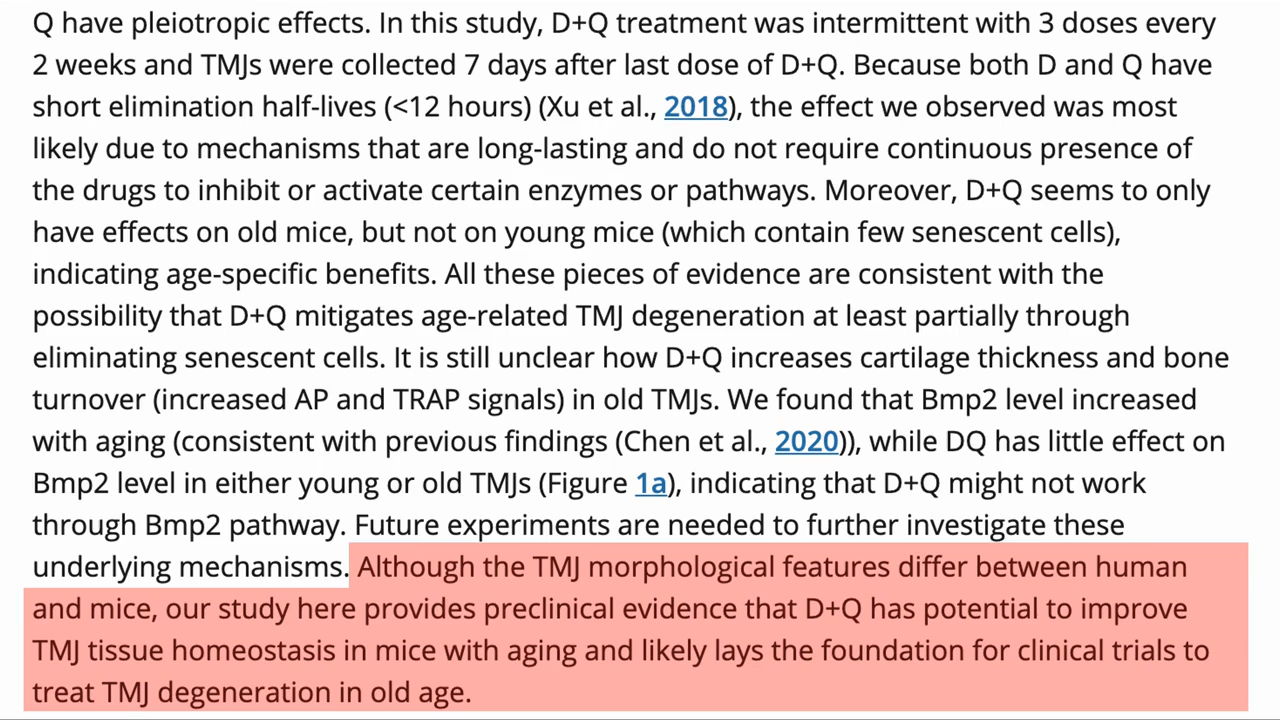 Q have pleiotropic effects. In this study, D+Q treatment was intermittent with 3 doses every
2 weeks and TMJs were collected 7 days after last dose of D+Q. Because both D and Q have
short elimination half-lives (<12 hours) (Xu et al., 2018), the effect we observed was most
likely due to mechanisms that are long-lasting and do not require continuous presence of
the drugs to inhibit or activate certain enzymes or pathways. Moreover, D+Q seems to only
have effects on old mice, but not on young mice (which contain few senescent cells),
indicating age-specific benefits. All these pieces of evidence are consistent with the
possibility that D+Q mitigates age-related TMJ degeneration at least partially through
eliminating senescent cells. It is still unclear how D+Q increases cartilage thickness and bone
turnover (increased AP and TRAP signals) in old TMJs. We found that Bmp2 level increased
with aging (consistent with previous findings (Chen et al., 2020)), while DQ has little effect on
Bmp2 level in either young or old TMJs (Figure 1a), indicating that D+Q might not work
through Bmp2 pathway. Future experiments are needed to further investigate these
underlying mechanisms. Although the TMJ morphological features differ between human
and mice, our study here provides preclinical evidence that D+Q has potential to improve
TMJ tissue homeostasis in mice with aging and likely lays the foundation for clinical trials to
treat TMJ degeneration in old age.